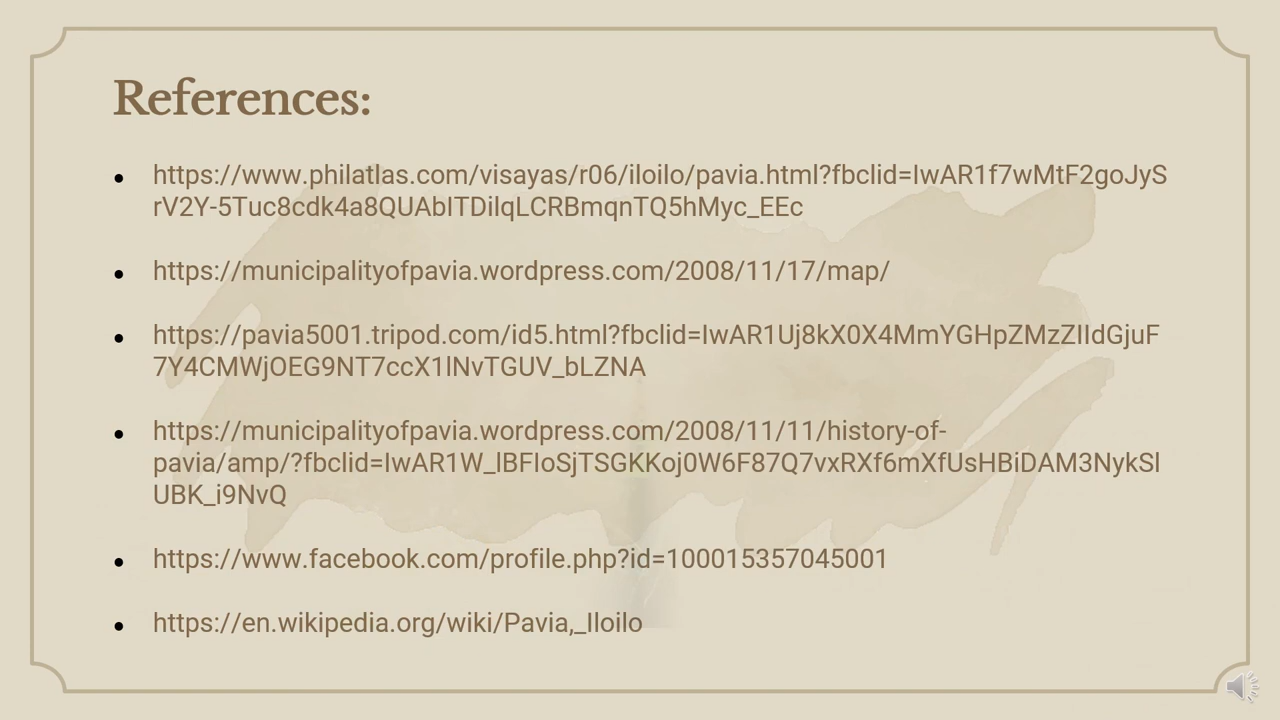 References:
https://www.philatlas.com/visayas/r06/iloilo/pavia.html?fbclid=IwAR1f7wMtF2goJyS
rV2Y-5Tuc8cdk4a8QUAbITDilqLCRBmqnTQ5hMyc_EEc
https://municipalityofpavia.wordpress.com/2008/11/17/map/
https://pavia5001.tripod.com/id5.html?fbclid=IwAR1Uj8kX0X4MmYGHpZMzZIIdGjuF
7Y4CMWjOEG9NT7ccX1lNvTGUV_bLZNA
https://municipalityofpavia.wordpress.com/2008/11/11/history-of-
pavia/amp/?fbclid=IwAR1W_lBFIoSjTSGKKoj0W6F87Q7vxRXf6mXfUsHBiDAM3NykSl
UBK_i9NvQ
https://www.facebook.com/profile.php?id=100015357045001
https://en.wikipedia.org/wiki/Pavia,_Iloilo